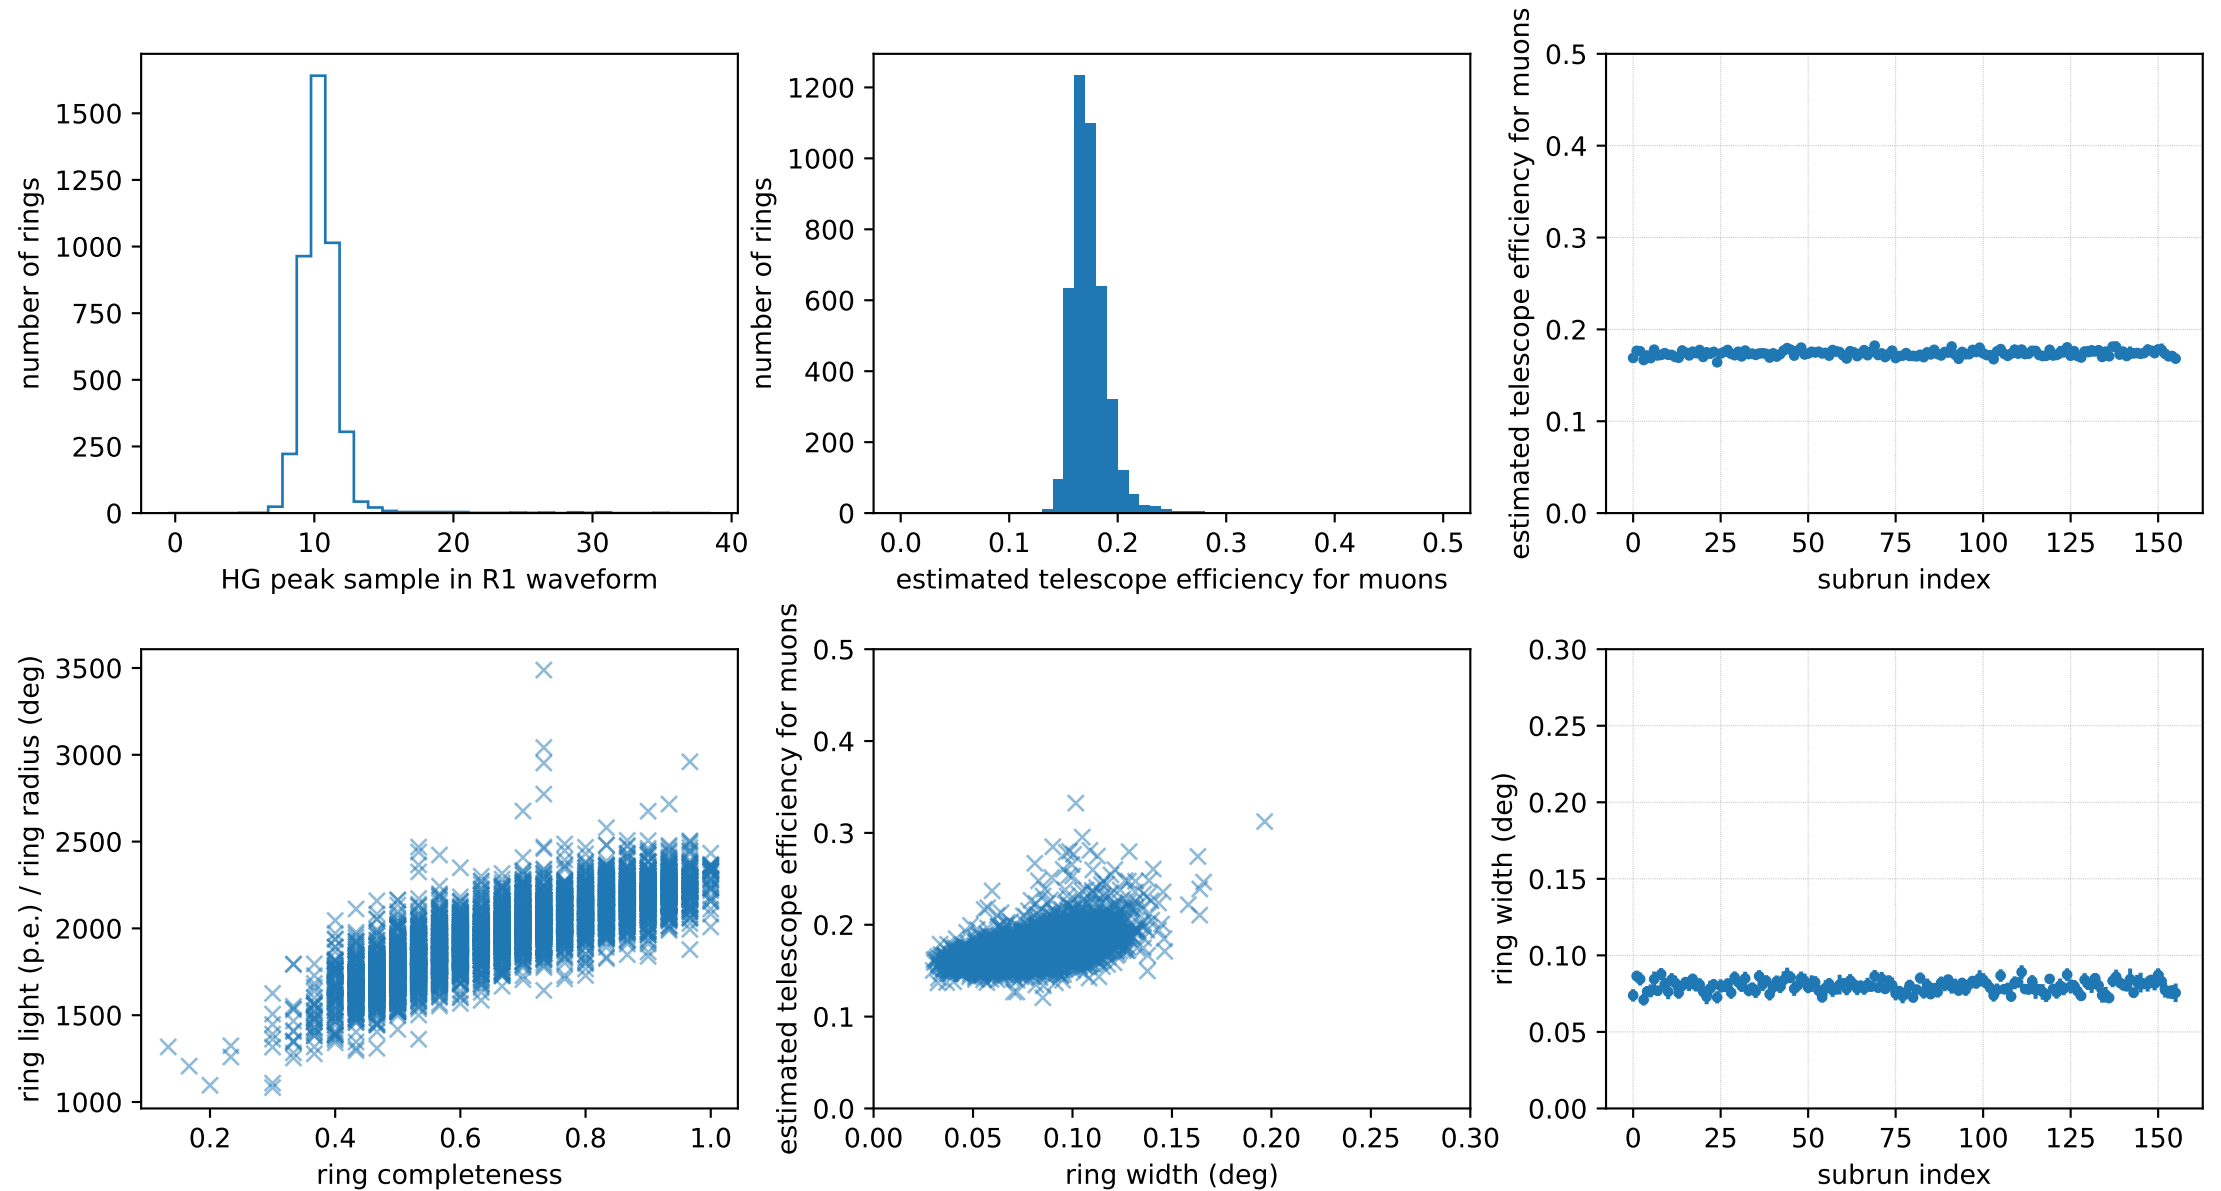 number of rings
1500
1250
1000
750
500
250
0
0 10 20 30 40
HG peak sample in R1 waveform
number of rings
1200
1000
800
600
400
200
0
0.0 0.1 0.2 0.3 0.4 0.5
estimated telescope efficiency for muons
estimated telescope efficiency for muons
0.5
0.4
0.3
0.2
0.1
0.0
0 25 50 75 100 125 150
subrun index
ring light (p.e.) / ring radius (deg)
3500
3000
2500
2000
1500
1000
0.2 0.4 0.6 0.8 1.0
ring completeness
estimated telescope efficiency for muons
0.5
0.4
0.3
0.2
0.1
0.0
0.00 0.05 0.10 0.15 0.20 0.25 0.30
ring width (deg)
ring width (deg)
0.30
0.25
0.20
0.15
0.10
0.05
0.00
0 25 50 75 100 125 150
subrun index